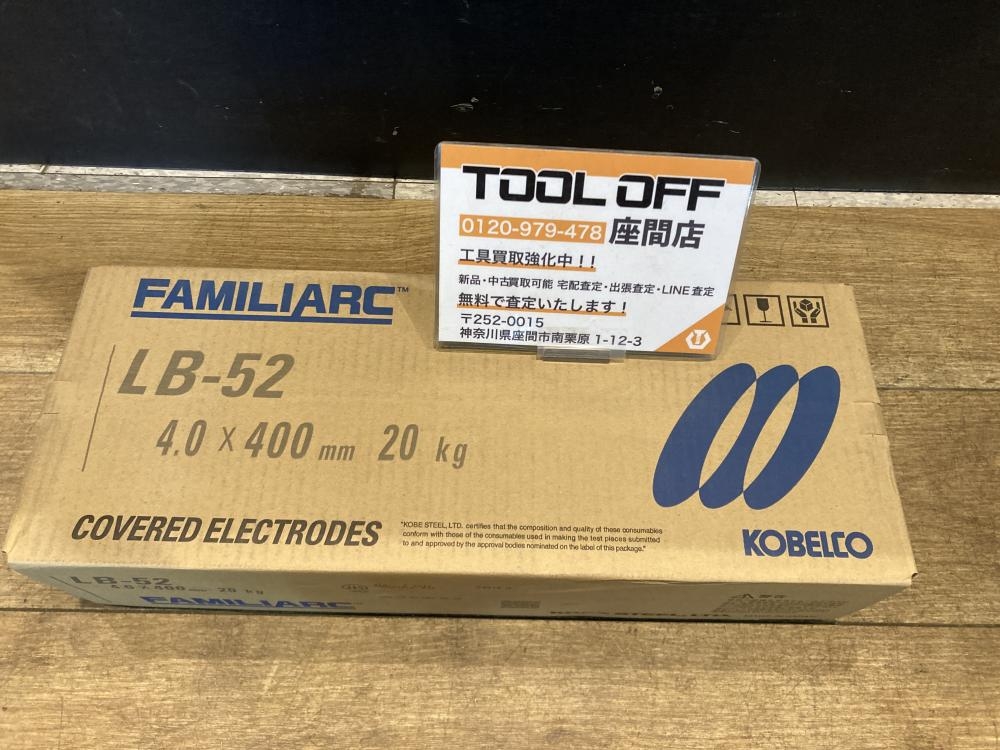 TOOL OFF
0120-979-478 座間店
工具買取強化中！！
新品・中古買取可能 宅配査定・出張査定・LINE査定
無料で査定いたします！
〒252-0015
神奈川県座間市南栗原 1-12-3
FAMILIARC™
LB-52
4.0 × 400 mm 20 kg
COVERED ELECTRODES
"KOBE STEEL, LTD. certifies that the composition and quality of these consumables
conform with those of the consumables used in making the test pieces submitted
to and approved by the approval bodies nominated on the label of this package."
KOBELCO
LB-52
4.0 × 400 mm 20 kg
FAMILIARC